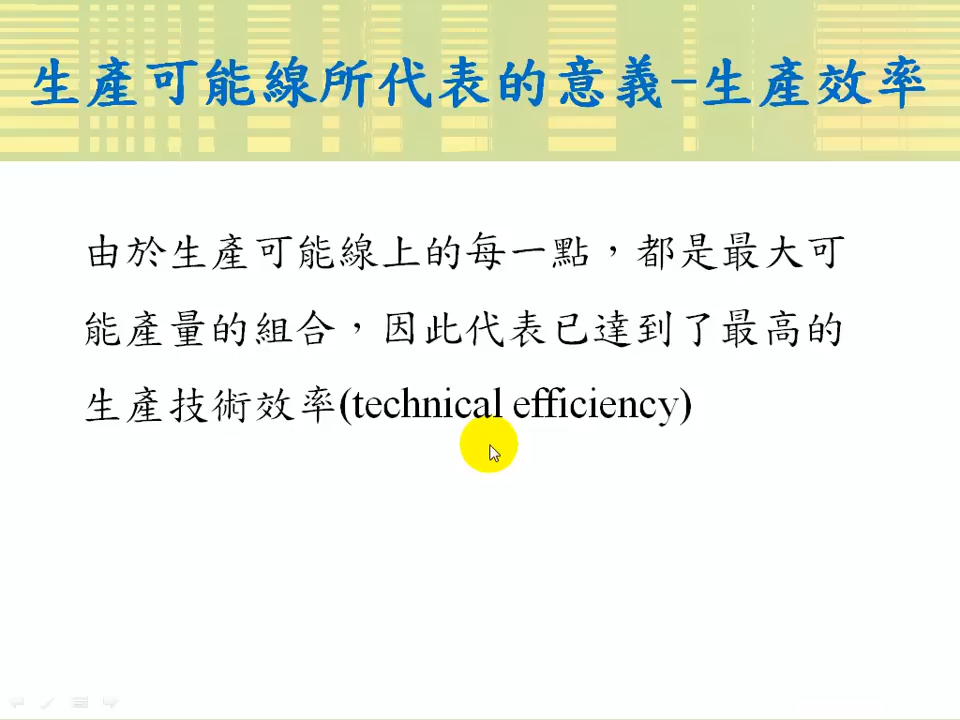 生產可能線所代表的意義-生產效率
由於生產可能線上的每一點，都是最大可
能產量的組合，因此代表已達到了最高的
生產技術效率(technical efficiency)